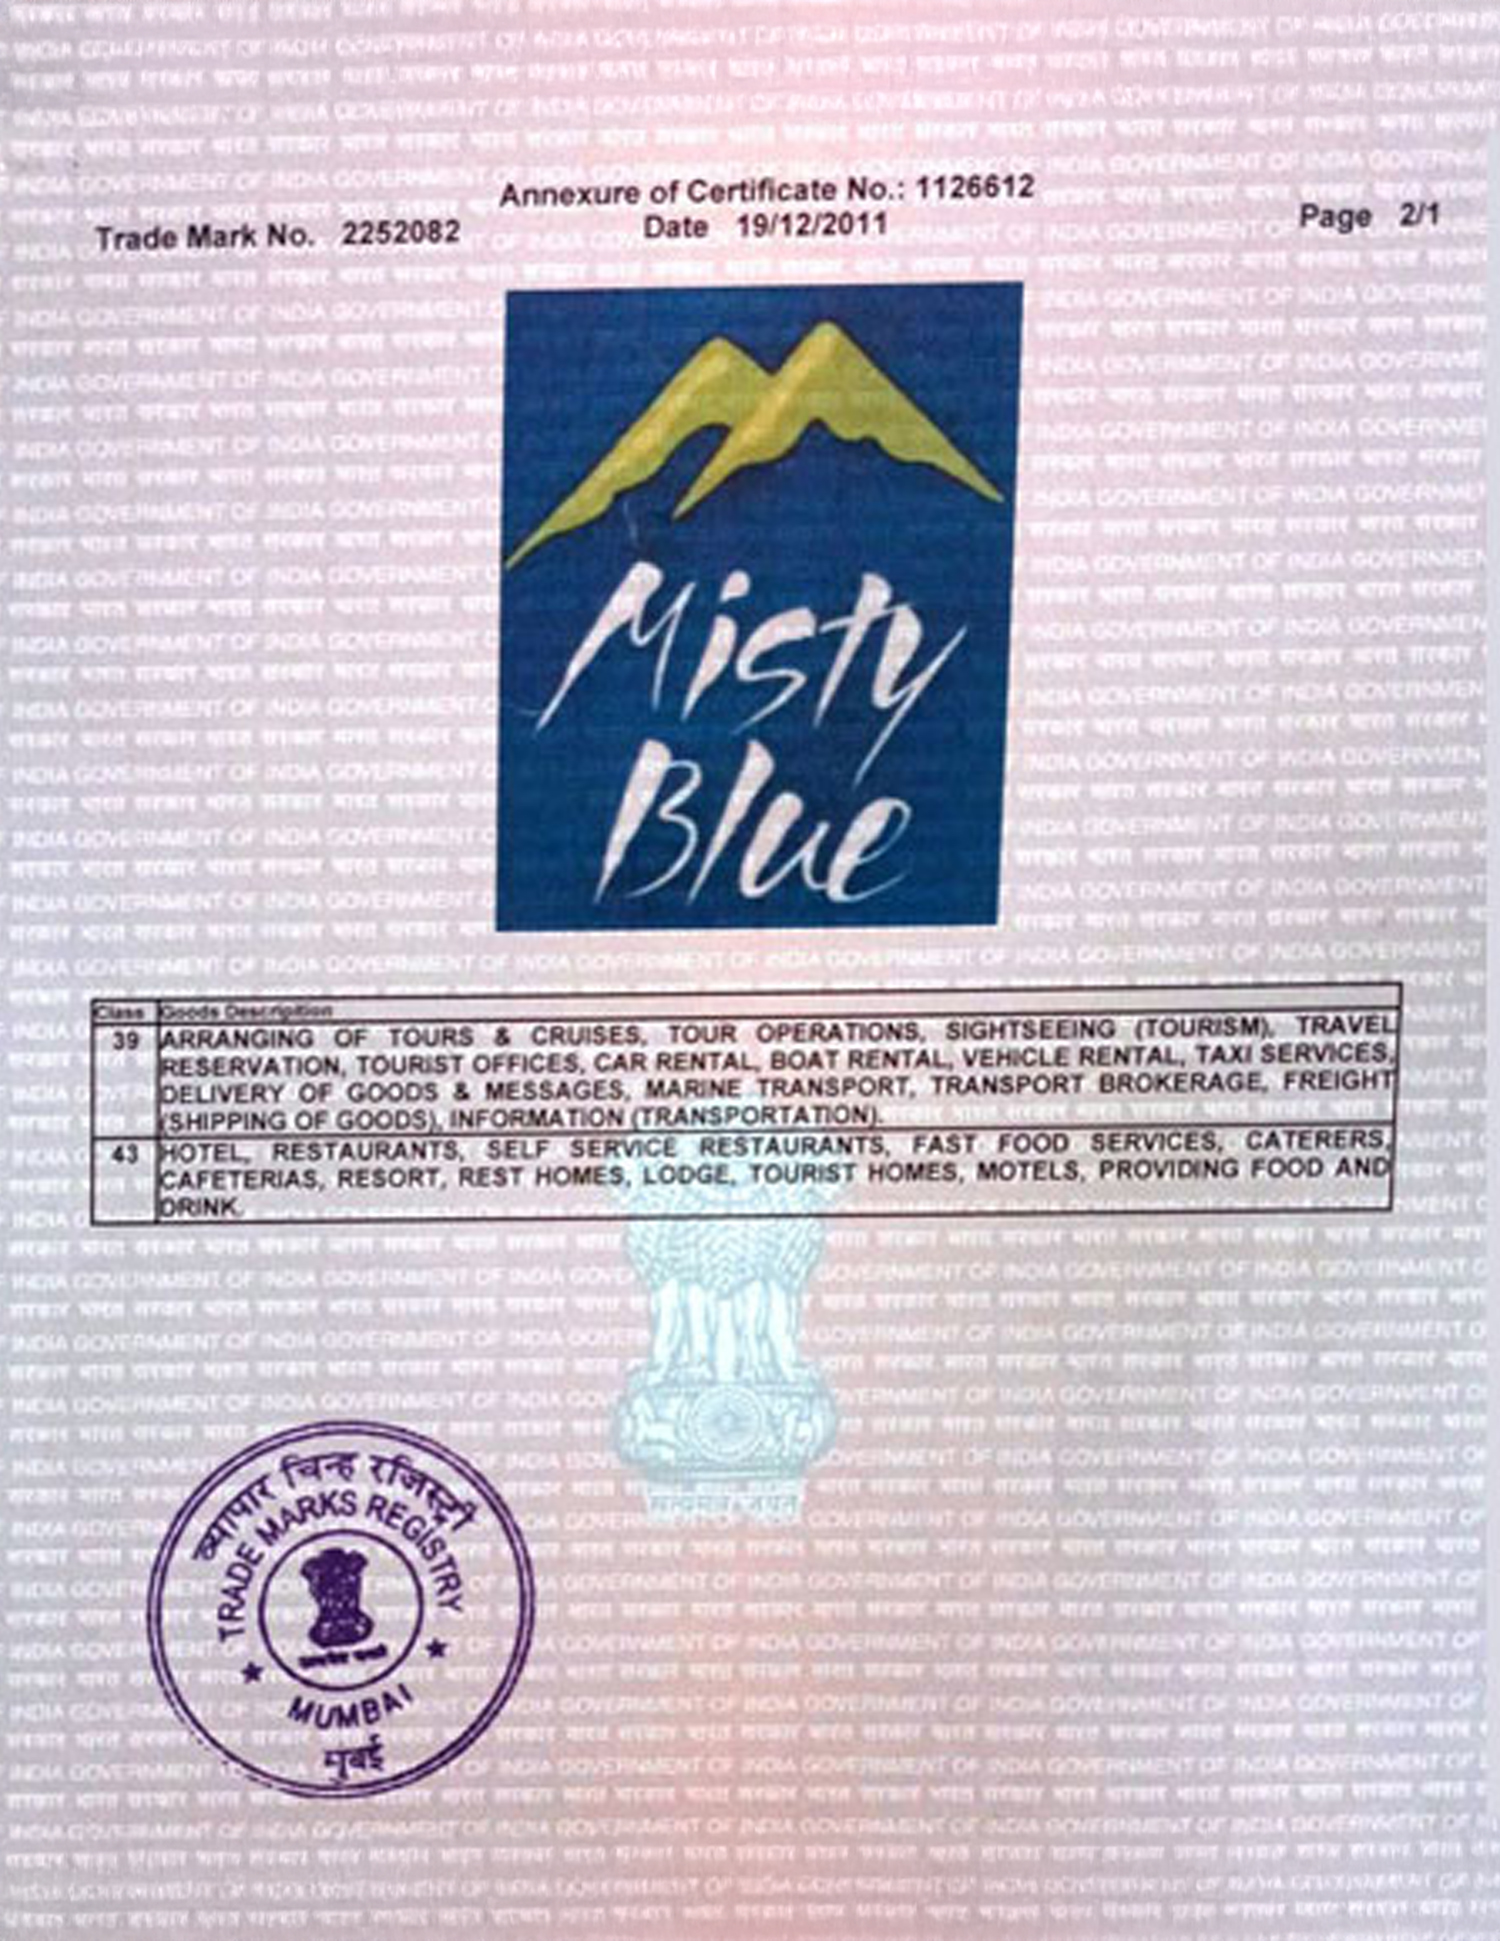 Annexure of Certificate No.: 1126612
Trade Mark No. 2252082 Date 19/12/2011 Page 2/1
Misty
Blue
Class Goods Descripition
39 ARRANGING OF TOURS & CRUISES, TOUR OPERATIONS, SIGHTSEEING (TOURISM), TRAVEL
RESERVATION, TOURIST OFFICES, CAR RENTAL, BOAT RENTAL, VEHICLE RENTAL, TAXI SERVICES,
DELIVERY OF GOODS & MESSAGES, MARINE TRANSPORT, TRANSPORT BROKERAGE, FREIGHT
(SHIPPING OF GOODS), INFORMATION (TRANSPORTATION).
43 HOTEL, RESTAURANTS, SELF SERVICE RESTAURANTS, FAST FOOD SERVICES, CATERERS,
CAFETERIAS, RESORT, REST HOMES, LODGE, TOURIST HOMES, MOTELS, PROVIDING FOOD AND
DRINK.
व्यापार चिन्ह रजिस्ट्री
TRADE MARKS REGISTRY
MUMBAI
मुंबई